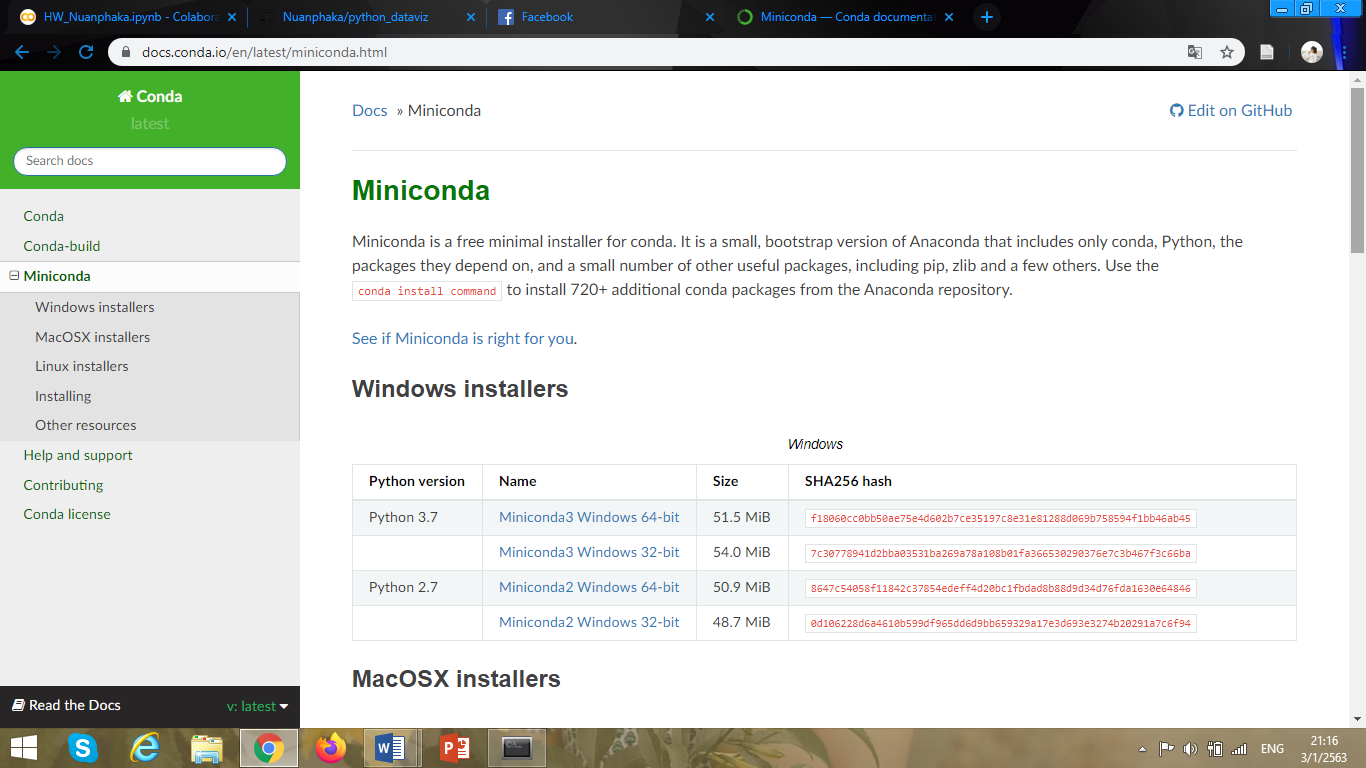 HW_Nuanphaka.ipynb - Colabora
Nuanphaka/python_dataviz
Facebook
Miniconda — Conda documenta
docs.conda.io/en/latest/miniconda.html
Conda
latest
Search docs
Conda
Conda-build
Miniconda
Windows installers
MacOSX installers
Linux installers
Installing
Other resources
Help and support
Contributing
Conda license
Read the Docs
v: latest
Docs » Miniconda
Edit on GitHub
Miniconda
Miniconda is a free minimal installer for conda. It is a small, bootstrap version of Anaconda that includes only conda, Python, the
packages they depend on, and a small number of other useful packages, including pip, zlib and a few others. Use the
conda install command to install 720+ additional conda packages from the Anaconda repository.
See if Miniconda is right for you.
Windows installers
Windows
Python version Name Size SHA256 hash
Python 3.7 Miniconda3 Windows 64-bit 51.5 MiB f18060cc0bb50ae75e4d602b7ce35197c8e31e81288d069b758594f1bb46ab45
Miniconda3 Windows 32-bit 54.0 MiB 7c30778941d2bba03531ba269a78a108b01fa366530290376e7c3b467f3c66ba
Python 2.7 Miniconda2 Windows 64-bit 50.9 MiB 8647c54058f11842c37854edeff4d20bc1fbdad8b88d9d34d76fda1630e64846
Miniconda2 Windows 32-bit 48.7 MiB 0d106228d6a4610b599df965dd6d9bb659329a17e3d693e3274b20291a7c6f94
MacOSX installers
ENG
21:16
3/1/2563